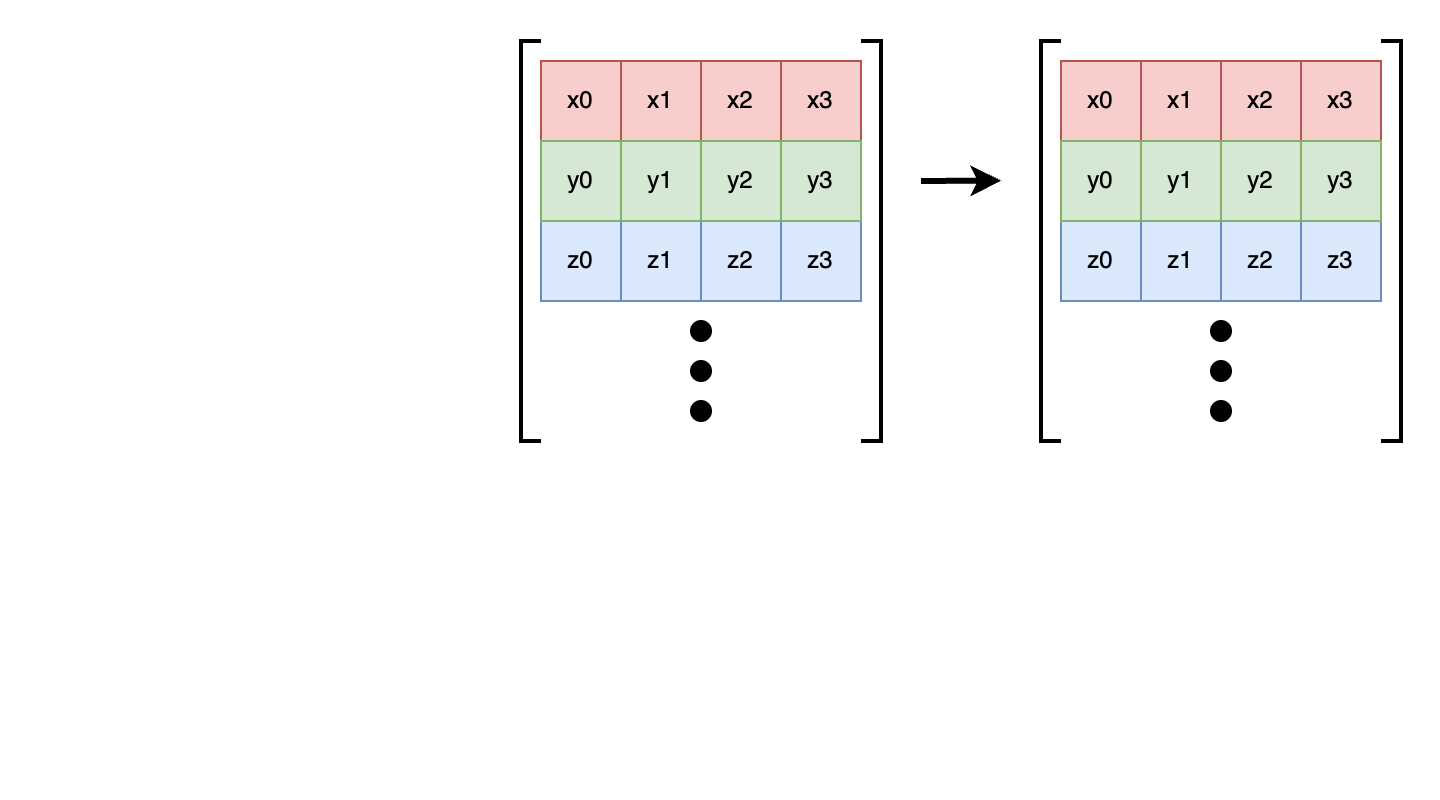 x0 x1 x2 x3 x0 x1 x2 x3
y0 y1 y2 y3 y0 y1 y2 y3
z0 z1 z2 z3 z0 z1 z2 z3